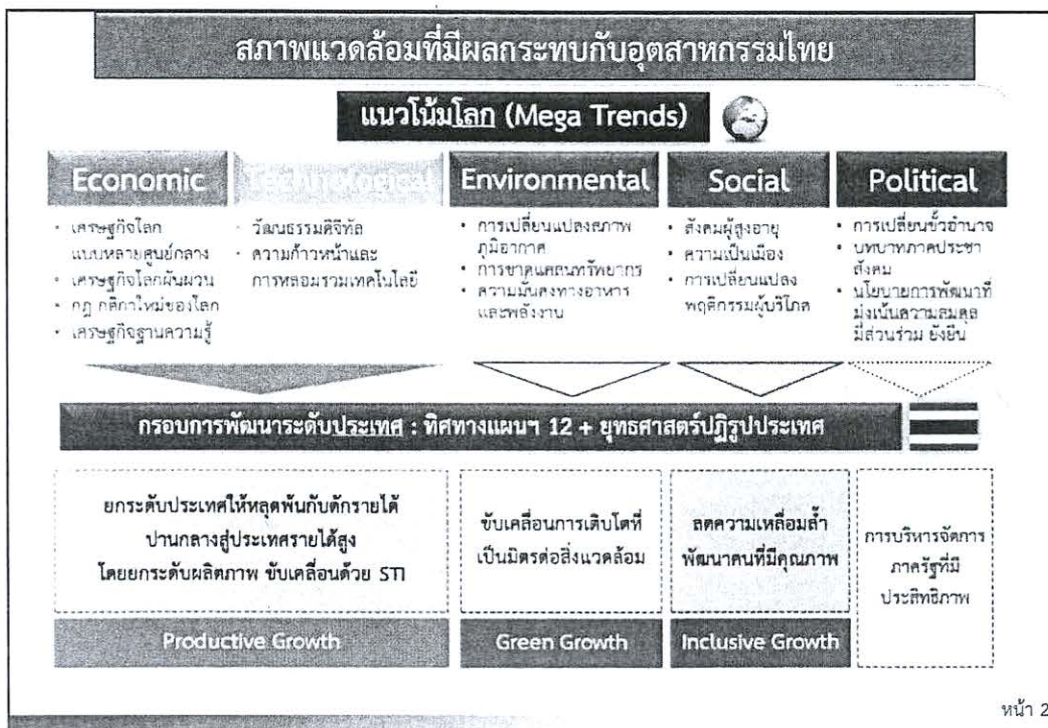 สภาพแวดล้อมที่มีผลกระทบกับอุตสาหกรรมไทย
แนวโน้มโลก (Mega Trends)
Economic
• เศรษฐกิจโลก
แบบหลายศูนย์กลาง
• เศรษฐกิจโลกผันผวน
• กฎ กติกาใหม่ของโลก
• เศรษฐกิจฐานความรู้
Technological
• วัฒนธรรมดิจีทัล
• ความก้าวหน้าและ
การหลอมรวมเทคโนโลยี
Environmental
• การเปลี่ยนแปลงสภาพ
ภูมิอากาศ
• การขาดแคลนทรัพยากร
• ความมั่นคงทางอาหาร
และพลังงาน
Social
• สังคมผู้สูงอายุ
• ความเป็นเมือง
• การเปลี่ยนแปลง
พฤติกรรมผู้บริโภค
Political
• การเปลี่ยนขั้วอำนาจ
• บทบาทภาคประชา
สังคม
• นโยบายการพัฒนาที่
มุ่งเน้นความสมดุล
มีส่วนร่วม ยั่งยืน
กรอบการพัฒนาระดับประเทศ : ทิศทางแผนฯ 12 + ยุทธศาสตร์ปฏิรูปประเทศ
ยกระดับประเทศให้หลุดพ้นกับดักรายได้
ปานกลางสู่ประเทศรายได้สูง
โดยยกระดับผลิตภาพ ขับเคลื่อนด้วย STI
Productive Growth
ขับเคลื่อนการเติบโตที่
เป็นมิตรต่อสิ่งแวดล้อม
Green Growth
ลดความเหลื่อมล้ำ
พัฒนาคนที่มีคุณภาพ
Inclusive Growth
การบริหารจัดการ
ภาครัฐที่มี
ประสิทธิภาพ
หน้า 2